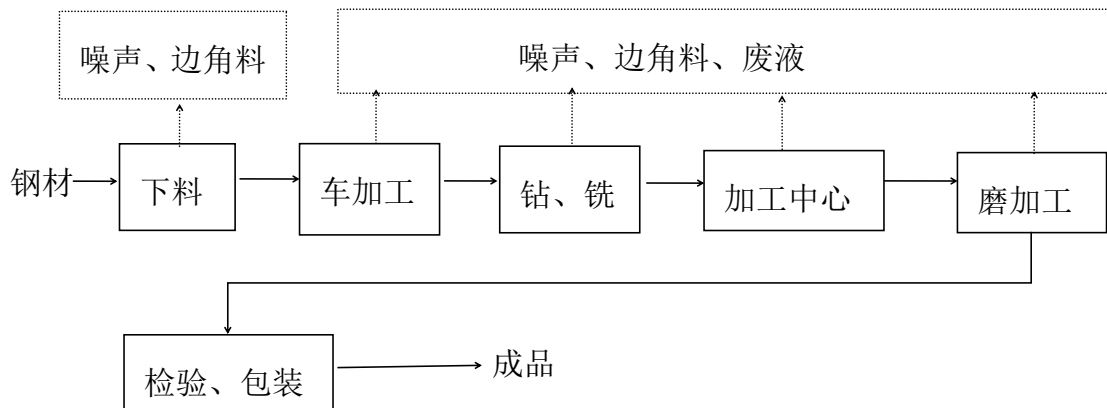 噪声、边角料
噪声、边角料、废液
钢材
下料
车加工
钻、铣
加工中心
磨加工
检验、包装
成品